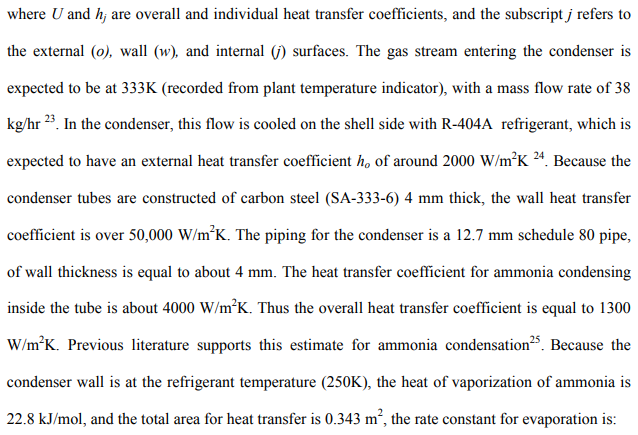 where U and hj are overall and individual heat transfer coefficients, and the subscript j refers to
the external (o), wall (w), and internal (j) surfaces. The gas stream entering the condenser is
expected to be at 333K (recorded from plant temperature indicator), with a mass flow rate of 38
kg/hr ²³. In the condenser, this flow is cooled on the shell side with R-404A refrigerant, which is
expected to have an external heat transfer coefficient hₒ of around 2000 W/m²K ²⁴. Because the
condenser tubes are constructed of carbon steel (SA-333-6) 4 mm thick, the wall heat transfer
coefficient is over 50,000 W/m²K. The piping for the condenser is a 12.7 mm schedule 80 pipe,
of wall thickness is equal to about 4 mm. The heat transfer coefficient for ammonia condensing
inside the tube is about 4000 W/m²K. Thus the overall heat transfer coefficient is equal to 1300
W/m²K. Previous literature supports this estimate for ammonia condensation²⁵. Because the
condenser wall is at the refrigerant temperature (250K), the heat of vaporization of ammonia is
22.8 kJ/mol, and the total area for heat transfer is 0.343 m², the rate constant for evaporation is: